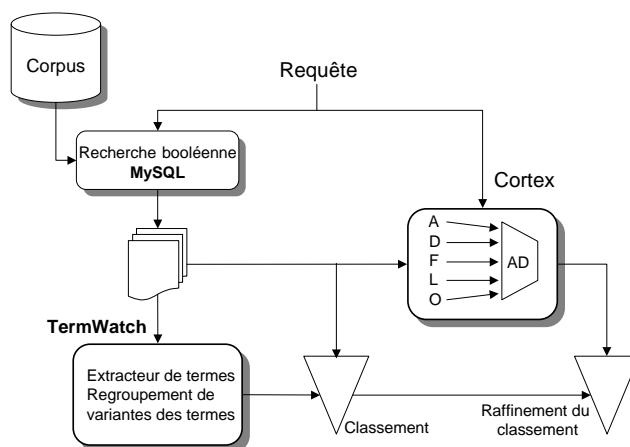 Corpus
Requête
Recherche booléenne
MySQL
Cortex
A
D
F
L
O
AD
TermWatch
Extracteur de termes
Regroupement de
variantes des termes
Classement
Raffinement du
classement